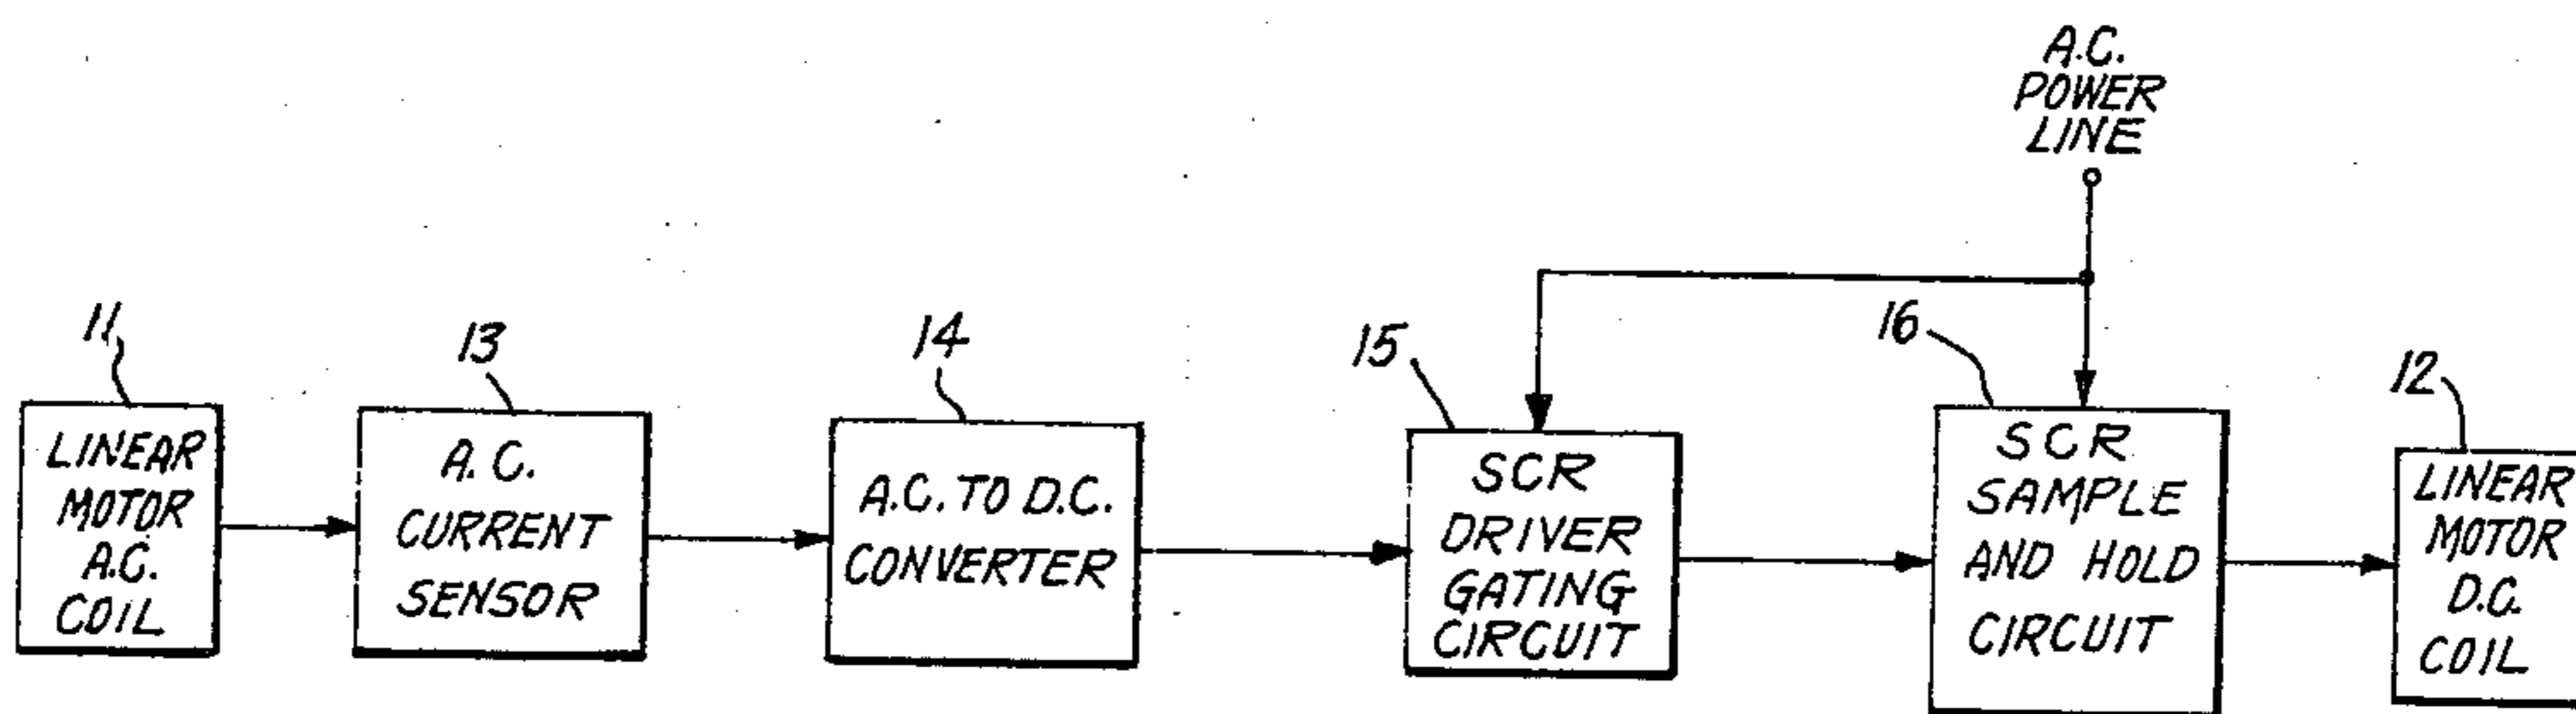 A.C.
POWER
LINE
11
LINEAR
MOTOR
A.C.
COIL
13
A.C.
CURRENT
SENSOR
14
A.C. TO D.C.
CONVERTER
15
SCR
DRIVER
GATING
CIRCUIT
16
SCR
SAMPLE
AND HOLD
CIRCUIT
12
LINEAR
MOTOR
D.C.
COIL